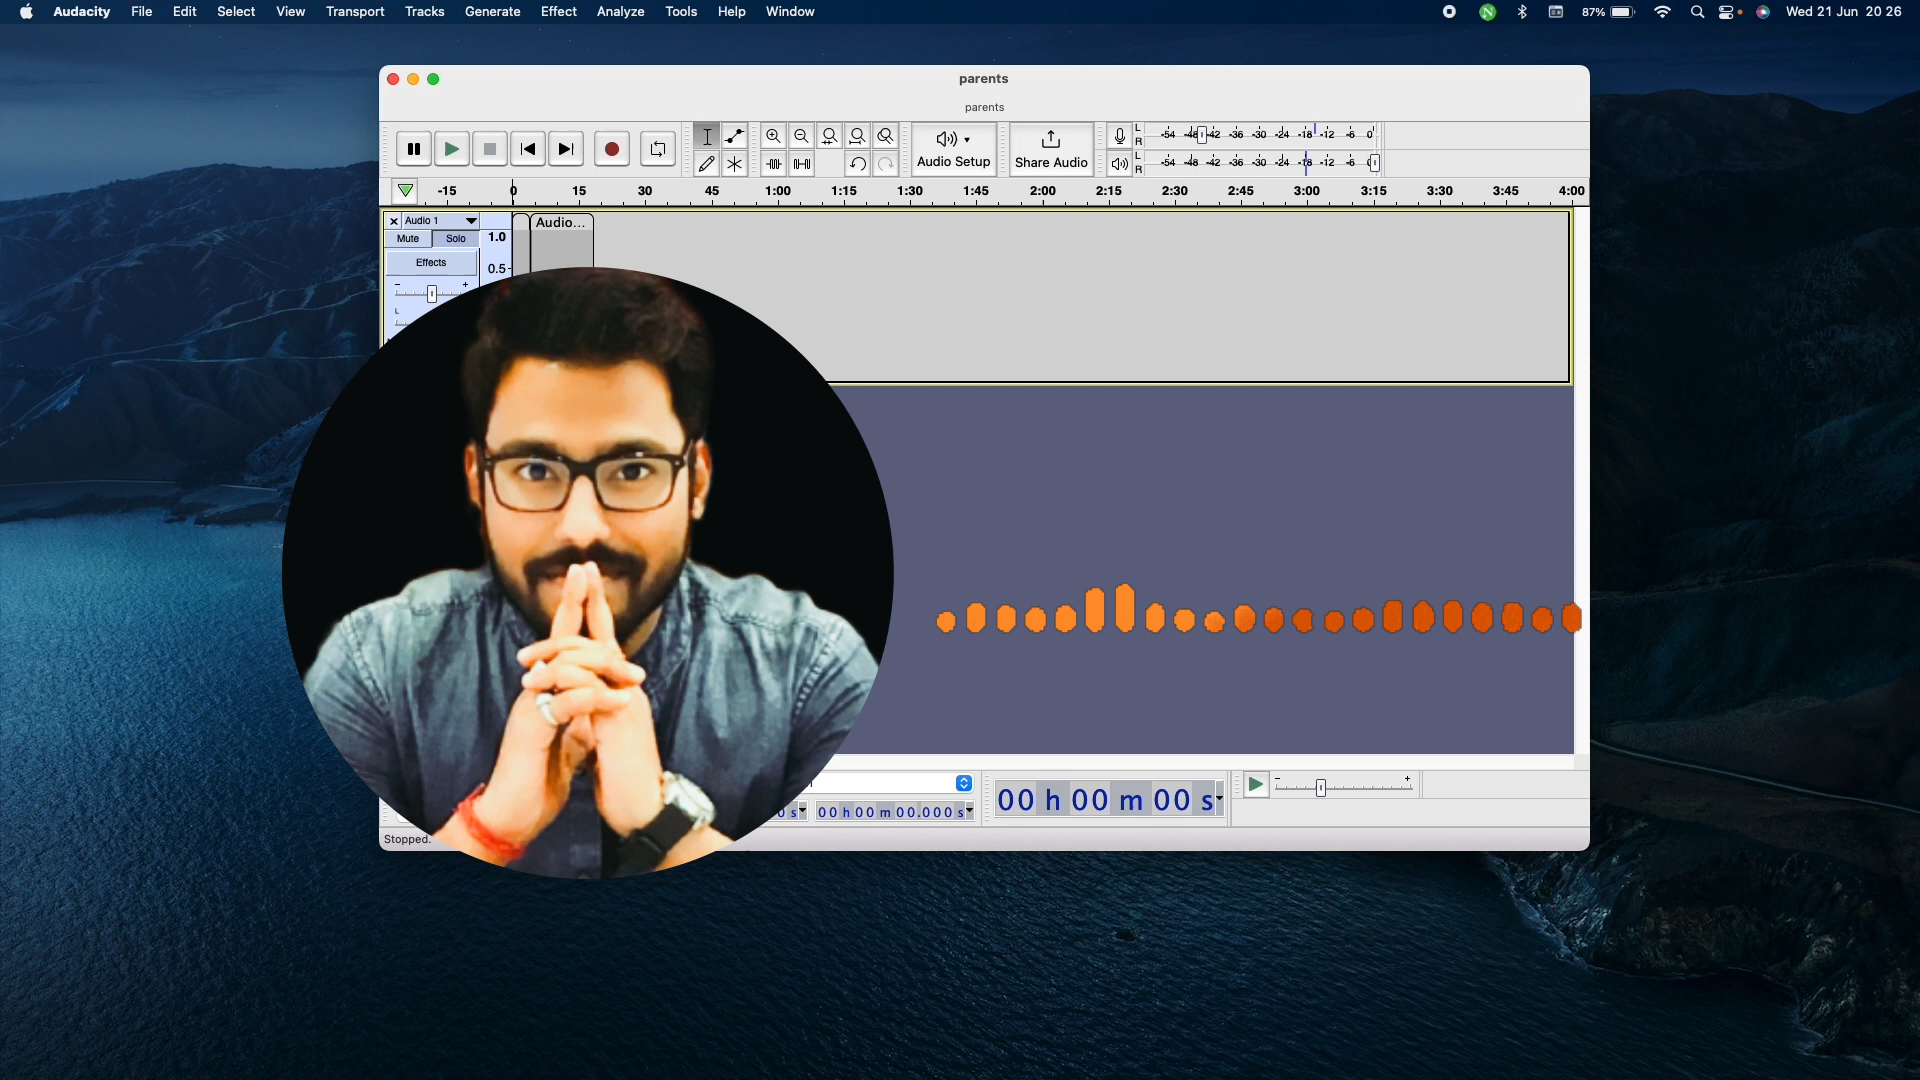 Audacity File Edit Select View Transport Tracks Generate Effect Analyze Tools Help Window 87% Wed 21 Jun 20 26
parents
parents
Audio Setup
Share Audio
L
R
-54 -48 -42 -36 -30 -24 -18 -12 -6 0
L
R
-54 -48 -42 -36 -30 -24 -18 -12 -6
-15 0 15 30 45 1:00 1:15 1:30 1:45 2:00 2:15 2:30 2:45 3:00 3:15 3:30 3:45 4:00
Audio 1
Audio...
Mute Solo
1.0
Effects
0.5
- +
L
00 h 00 m 00 s
- +
0 s
00 h 00 m 00.000 s
Stopped.